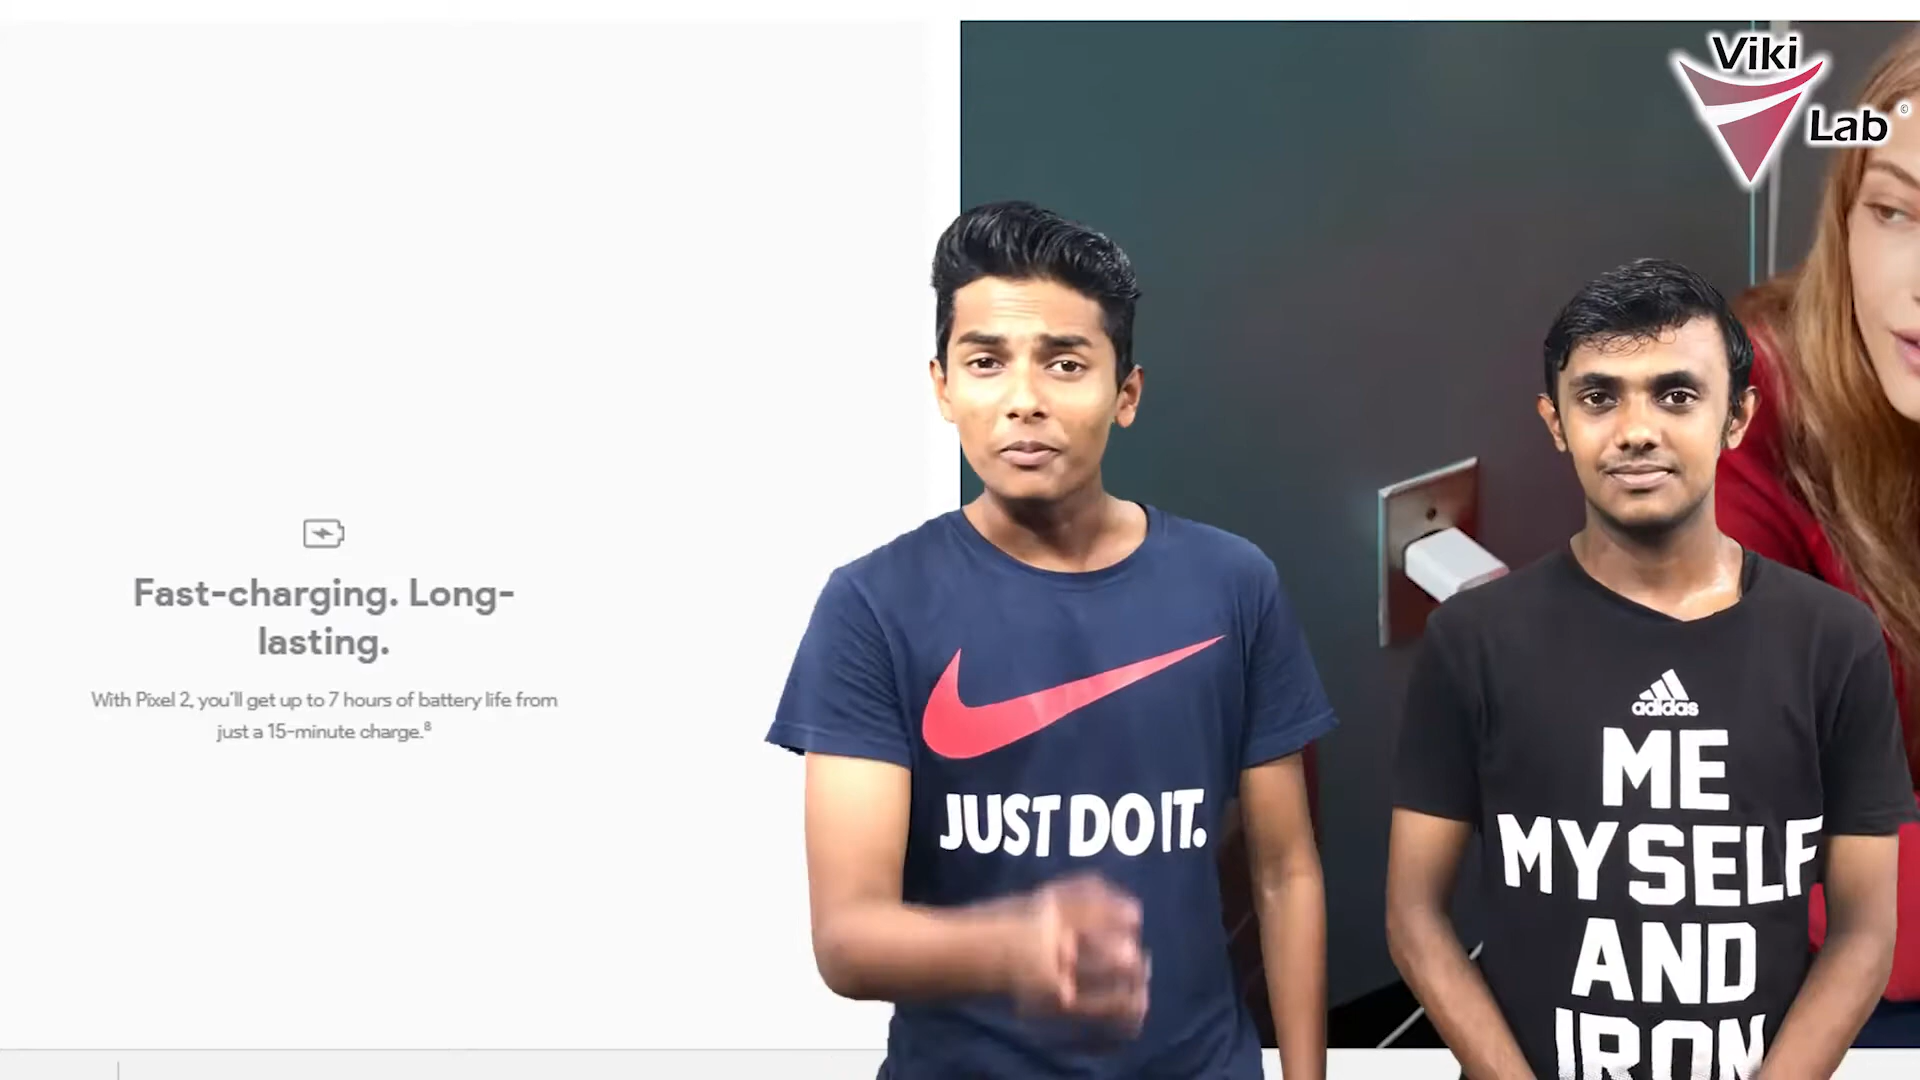 Viki
Lab ©
Fast-charging. Long-
lasting.
With Pixel 2, you'll get up to 7 hours of battery life from
just a 15-minute charge.⁸
JUST DO IT.
adidas
ME
MYSELF
AND
IRON